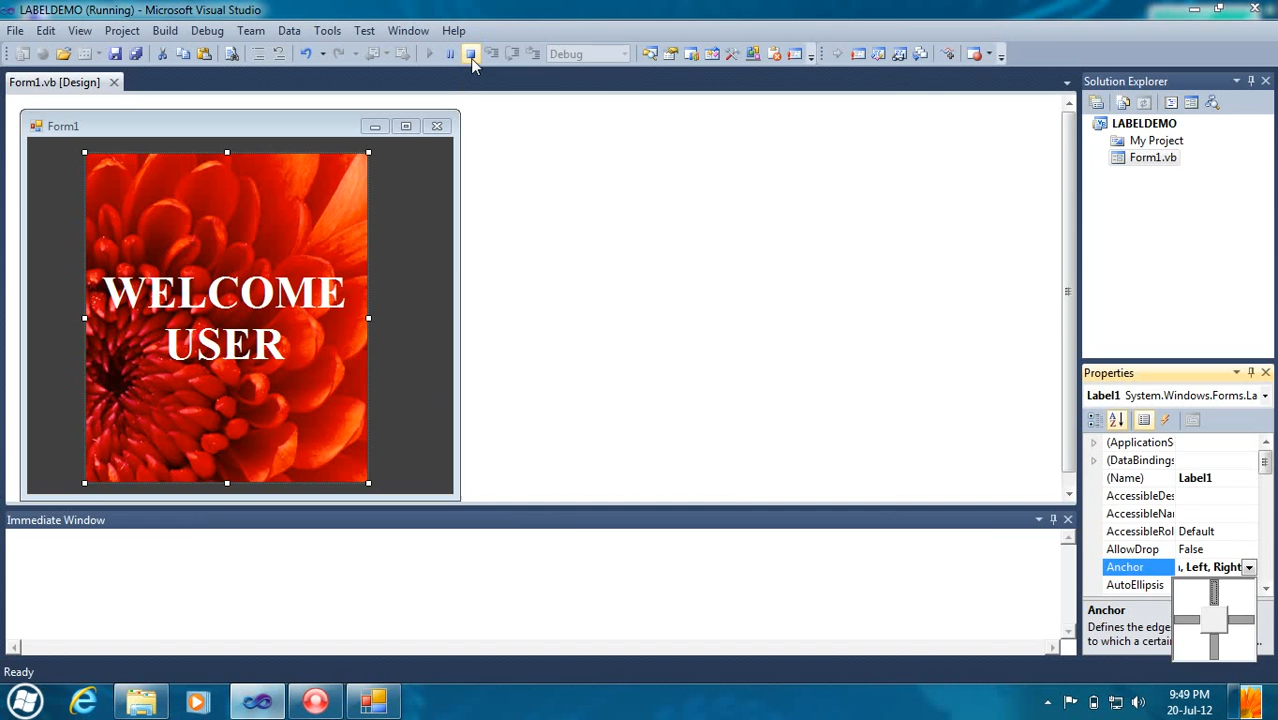 LABELDEMO (Running) - Microsoft Visual Studio
File Edit View Project Build Debug Team Data Tools Test Window Help
Debug
Form1.vb [Design]
Form1
WELCOME
USER
Immediate Window
Solution Explorer
LABELDEMO
My Project
Form1.vb
Properties
Label1 System.Windows.Forms.La
(ApplicationS
(DataBindings
(Name) Label1
AccessibleDes
AccessibleNar
AccessibleRol Default
AllowDrop False
Anchor , Left, Right
AutoEllipsis
Anchor
Defines the edge
to which a certai
Ready
9:49 PM
20-Jul-12